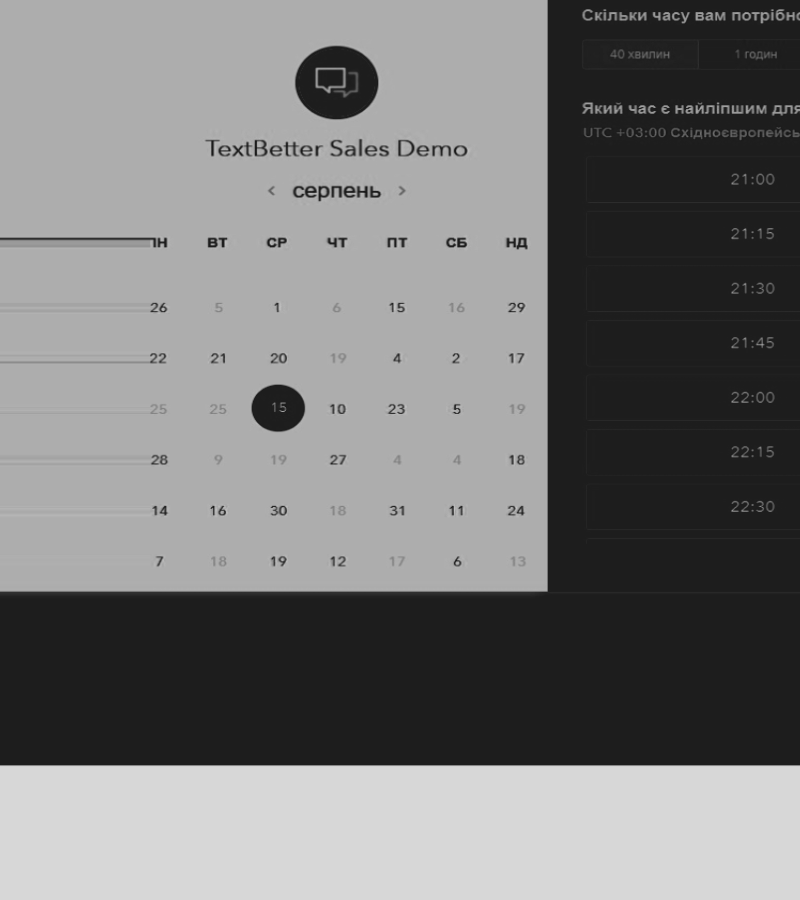 TextBetter Sales Demo
‹ серпень ›
ПН ВТ СР ЧТ ПТ СБ НД
26 5 1 6 15 16 29
22 21 20 19 4 2 17
25 25 15 10 23 5 19
28 9 19 27 4 4 18
14 16 30 18 31 11 24
7 18 19 12 17 6 13
Скільки часу вам
40 хвилин 1 годин
Який час є найліпшим для
UTC +03:00
21:00
21:15
21:30
21:45
22:00
22:15
22:30